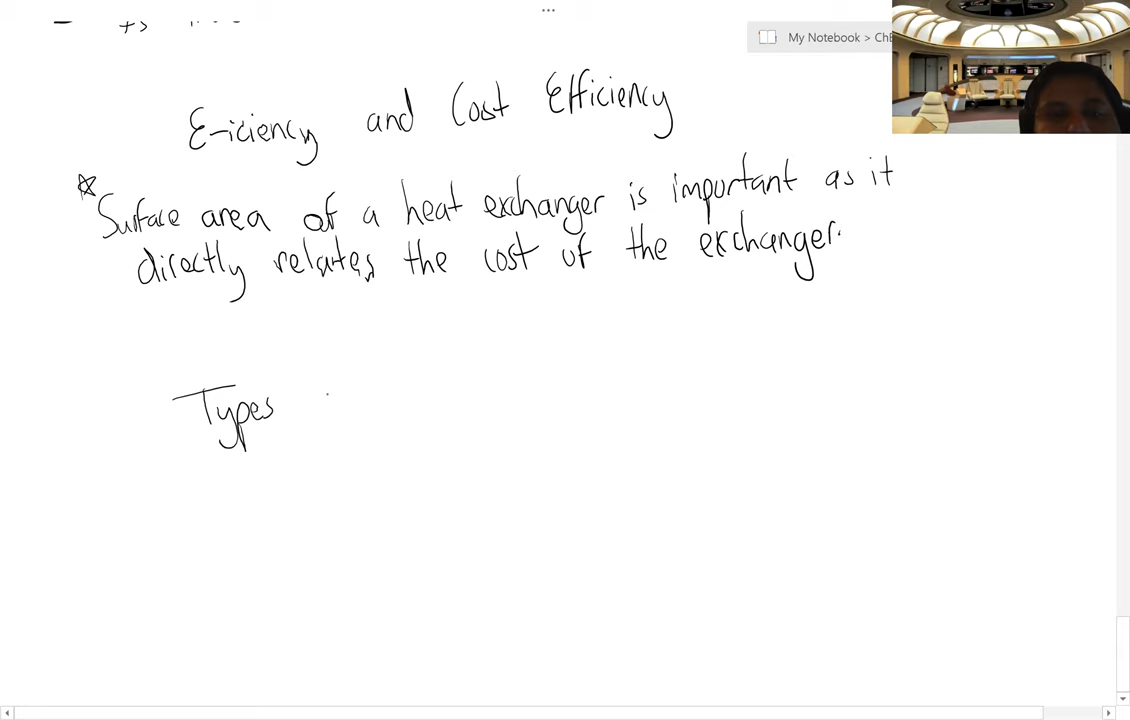 My Notebook > Ch
E-iciency and Cost Efficiency
Surface area of a heat exchanger is important as it
directly relates the cost of the exchanger.
Types